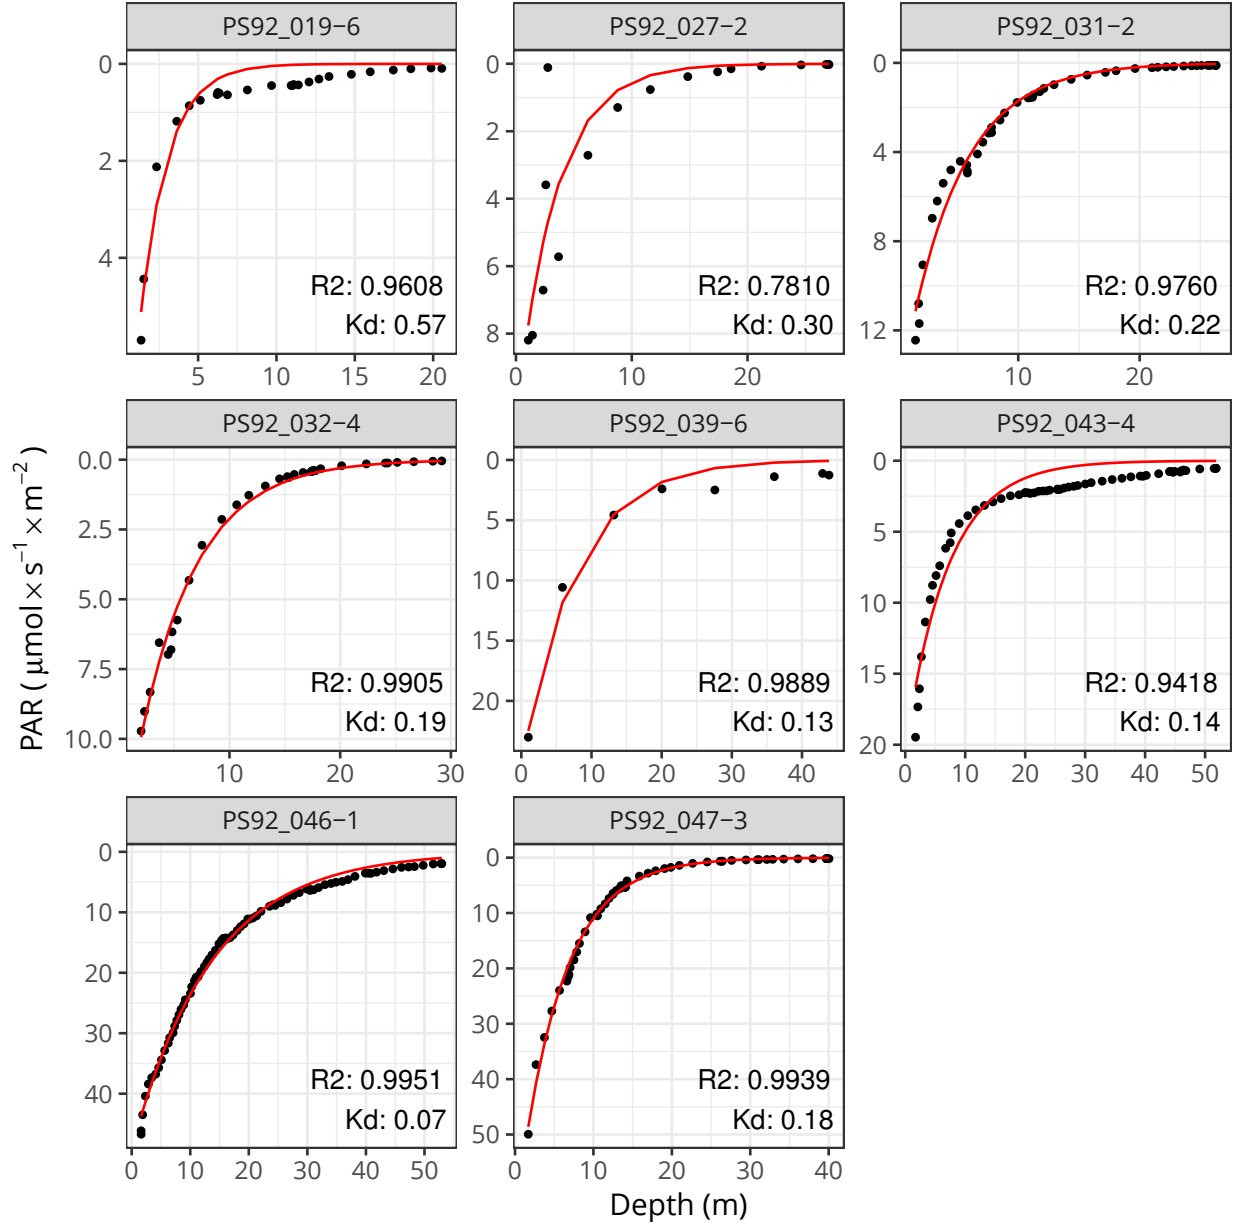 PS92_019−6
PS92_027−2
PS92_031−2
0
2
4
R2: 0.9608
Kd: 0.57
5
10
15
20
0
2
4
6
8
R2: 0.7810
Kd: 0.30
0
10
20
0
4
8
12
R2: 0.9760
Kd: 0.22
10
20
PS92_032−4
PS92_039−6
PS92_043−4
0.0
2.5
5.0
7.5
10.0
R2: 0.9905
Kd: 0.19
10
20
30
0
5
10
15
20
R2: 0.9889
Kd: 0.13
0
10
20
30
40
0
5
10
15
20
R2: 0.9418
Kd: 0.14
0
10
20
30
40
50
PS92_046−1
PS92_047−3
0
10
20
30
40
R2: 0.9951
Kd: 0.07
0
10
20
30
40
50
0
10
20
30
40
50
R2: 0.9939
Kd: 0.18
0
10
20
30
40
PAR ( μmol × s⁻¹ × m⁻²)
Depth (m)